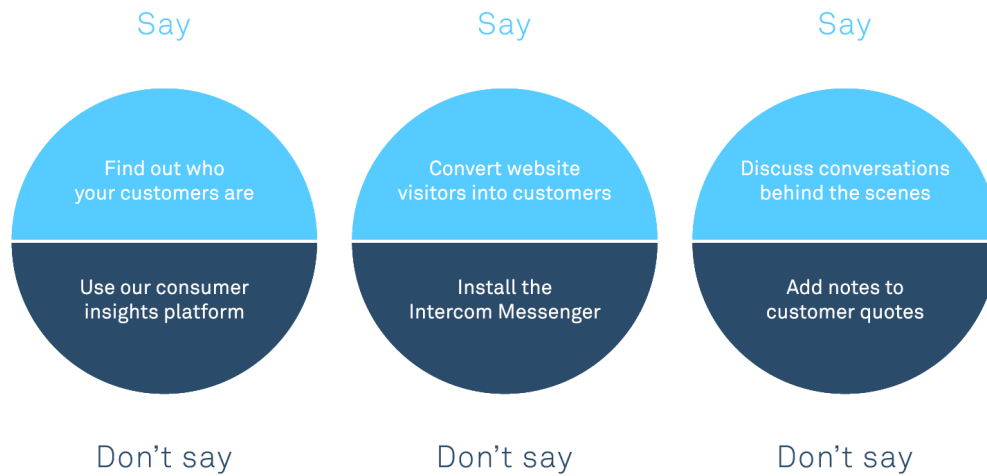 Say
Say
Say
Find out who
your customers are
Convert website
visitors into customers
Discuss conversations
behind the scenes
Use our consumer
insights platform
Install the
Intercom Messenger
Add notes to
customer quotes
Don't say
Don't say
Don't say